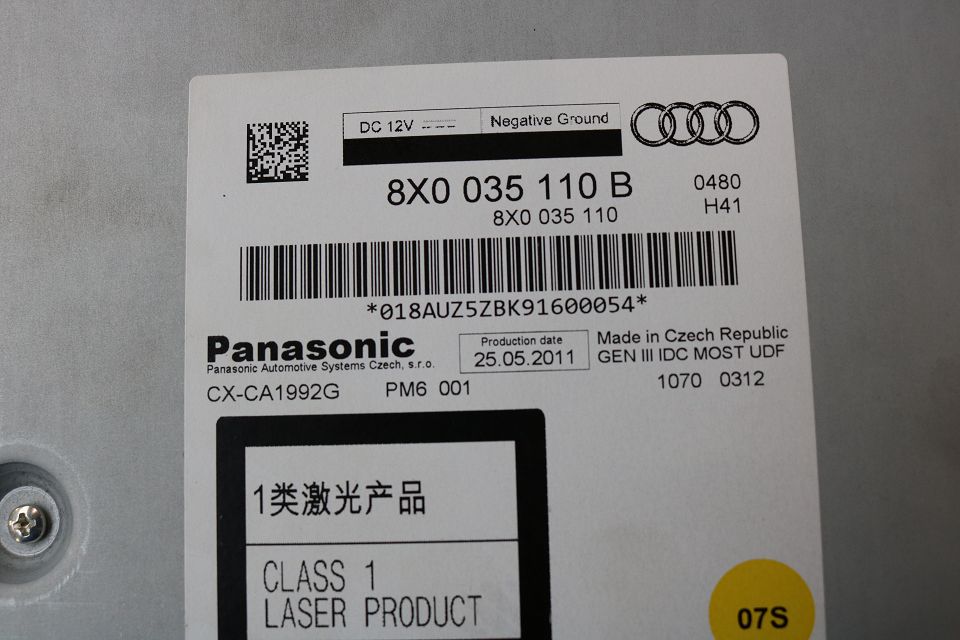 DC 12V Negative Ground
8X0 035 110 B 0480
8X0 035 110 H41
*018AUZ5ZBK91600054*
Panasonic
Panasonic Automotive Systems Czech, s.r.o.
CX-CA1992G PM6 001
Production date
25.05.2011
Made in Czech Republic
GEN III IDC MOST UDF
1070 0312
1类激光产品
CLASS 1
LASER PRODUCT
07S